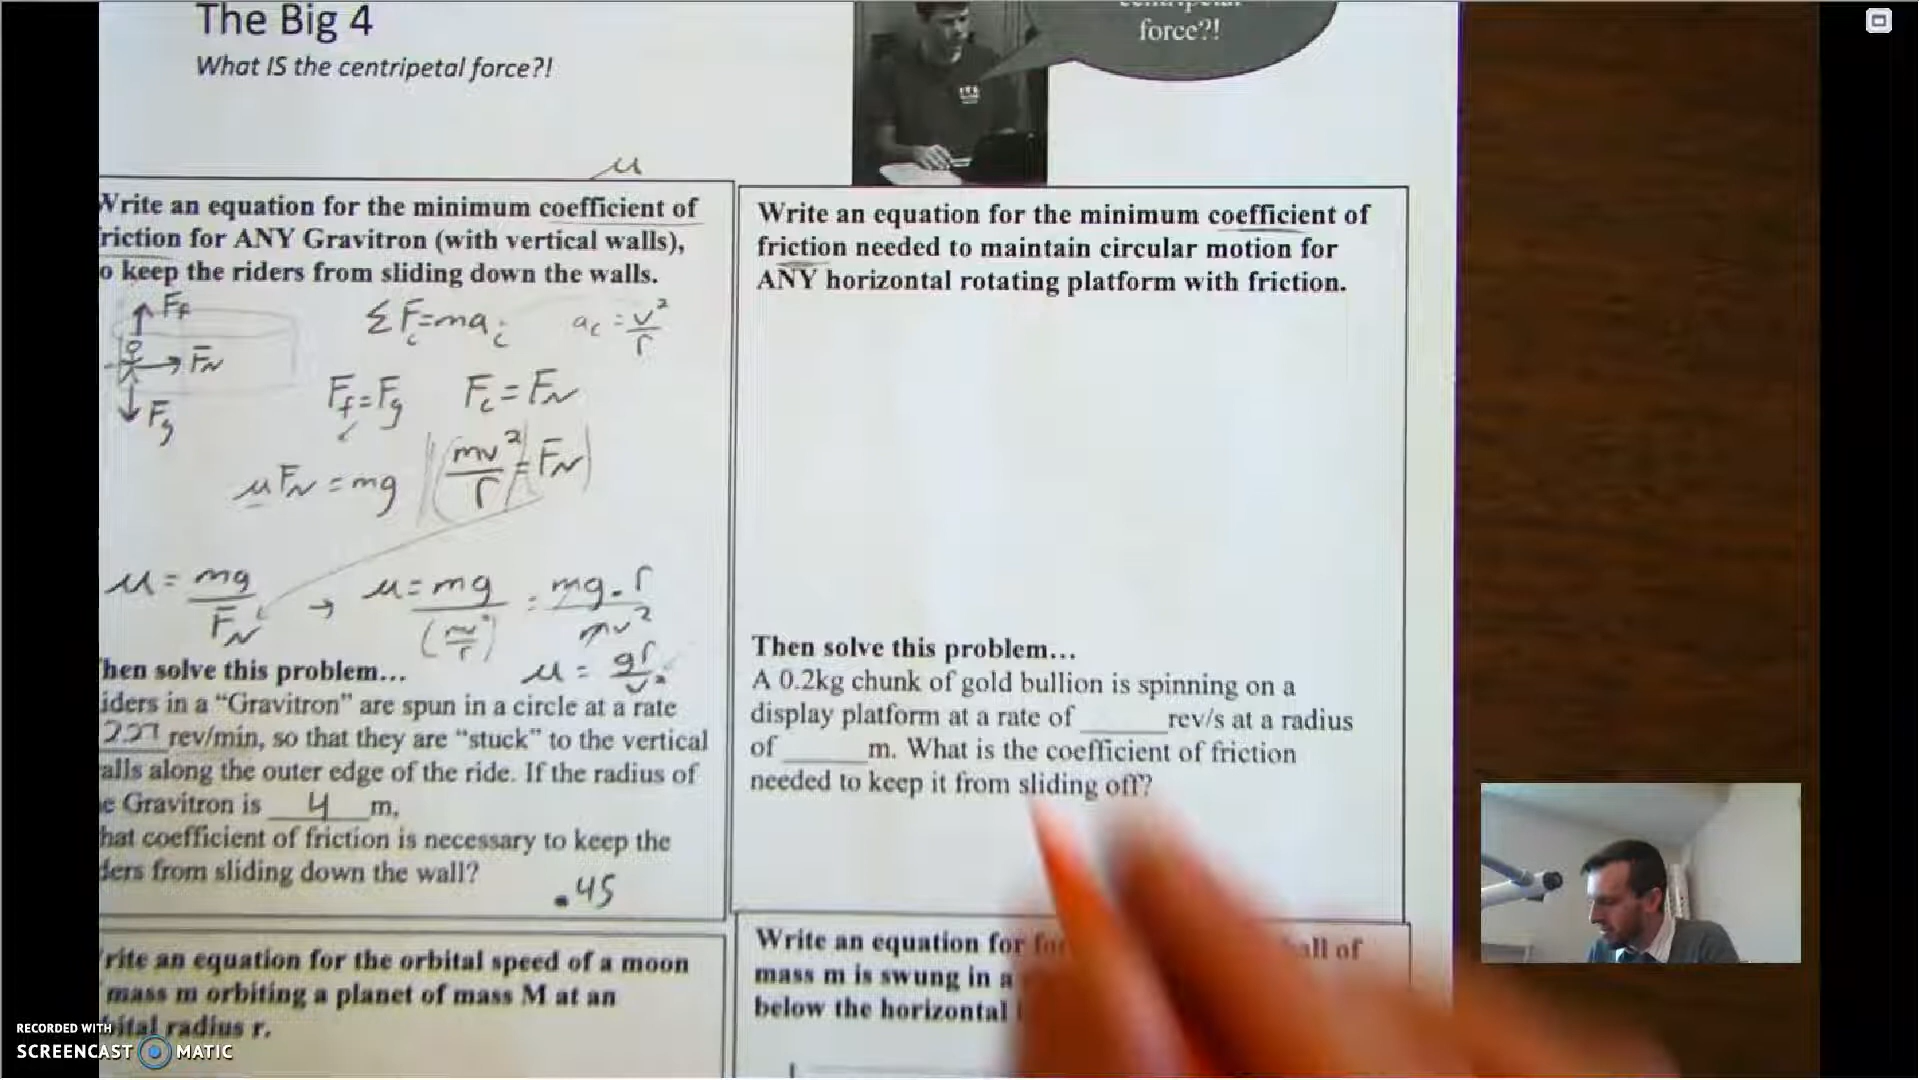 The Big 4
What IS the centripetal force?!
force?!
μ
Write an equation for the minimum coefficient of
riction for ANY Gravitron (with vertical walls),
o keep the riders from sliding down the walls.
Ff
FN
Fg
ΣFc=mac
ac = v²/r
Ff=Fg
Fc=FN
μFN=mg
(mv²/r = FN)
μ = mg/FN
→ μ = mg/(mv²/r) = mg·r/mv²
μ = gr/v²
hen solve this problem...
iders in a “Gravitron” are spun in a circle at a rate
.227 rev/min, so that they are “stuck” to the vertical
alls along the outer edge of the ride. If the radius of
e Gravitron is 4 m,
hat coefficient of friction is necessary to keep the
ders from sliding down the wall?
.45
Write an equation for the minimum coefficient of
friction needed to maintain circular motion for
ANY horizontal rotating platform with friction.
Then solve this problem...
A 0.2kg chunk of gold bullion is spinning on a
display platform at a rate of ______rev/s at a radius
of ______m. What is the coefficient of friction
needed to keep it from sliding off?
rite an equation for the orbital speed of a moon
mass m orbiting a planet of mass M at an
bital radius r.
Write an equation for
all of
mass m is swung in a
below the horizontal
RECORDED WITH
SCREENCAST MATIC